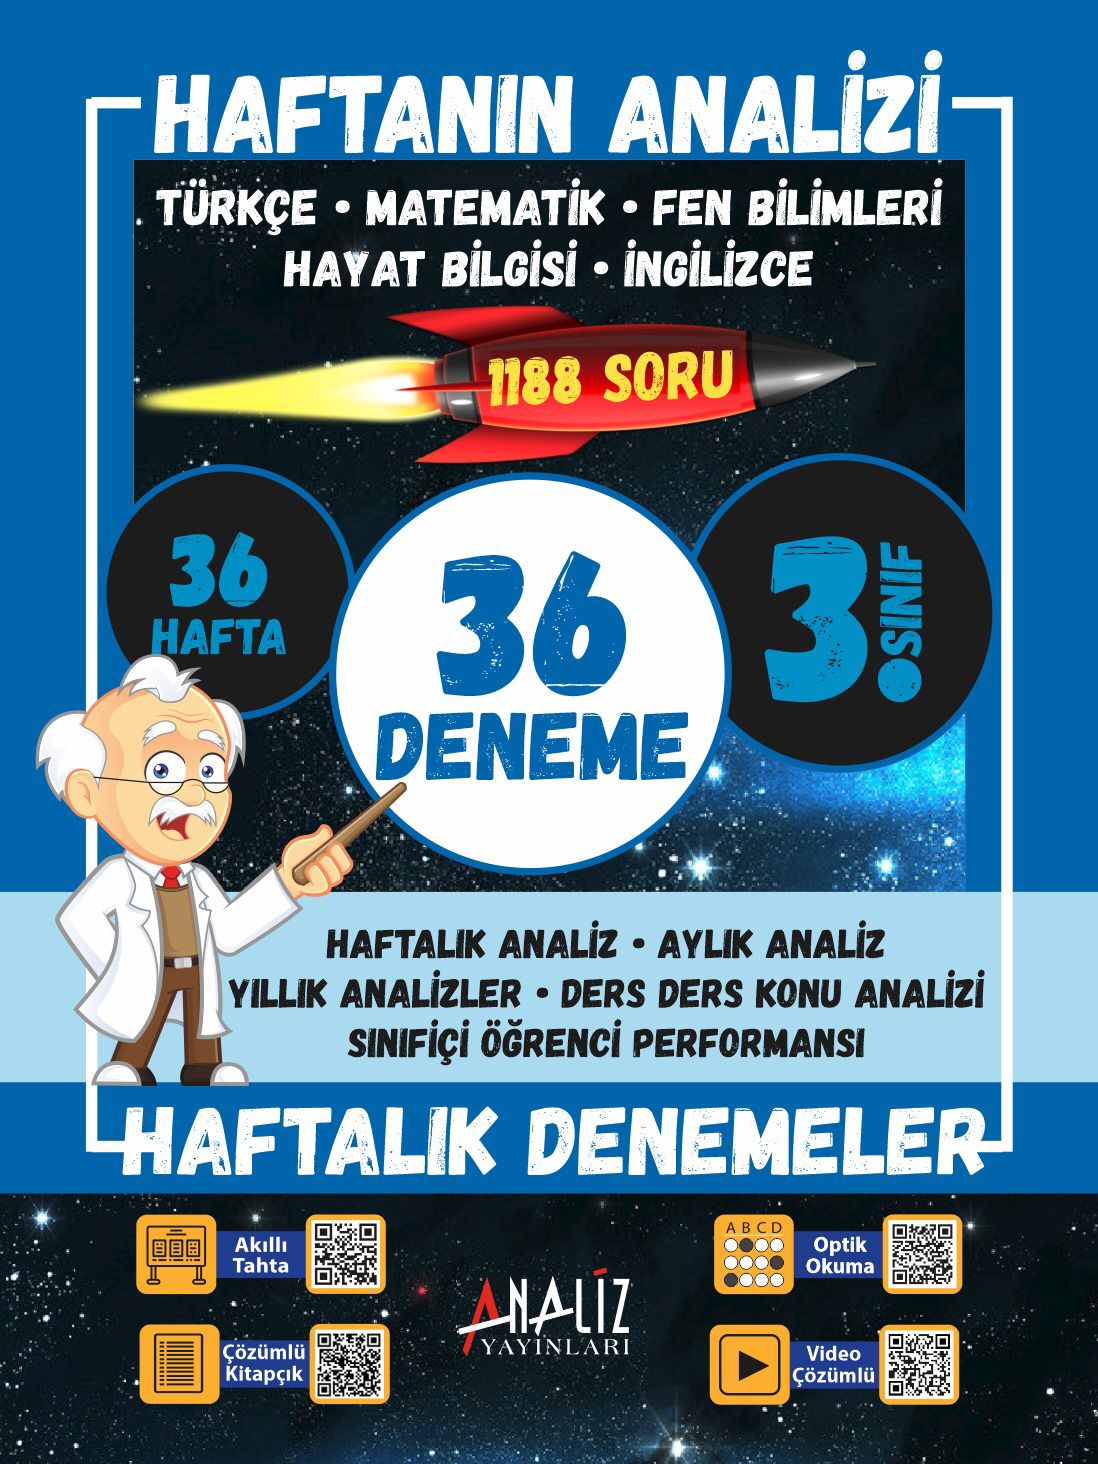 HAFTANIN ANALİZİ
TÜRKÇE • MATEMATİK • FEN BİLİMLERİ
HAYAT BİLGİSİ • İNGİLİZCE
1188 SORU
36
HAFTA
36
DENEME
3. SINIF
HAFTALIK ANALİZ • AYLIK ANALİZ
YILLIK ANALİZLER • DERS DERS KONU ANALİZİ
SINIFİÇİ ÖĞRENCİ PERFORMANSI
HAFTALIK DENEMELER
Akıllı
Tahta
A B C D
Optik
Okuma
ANALİZ
YAYINLARI
Çözümlü
Kitapçık
Video
Çözümlü